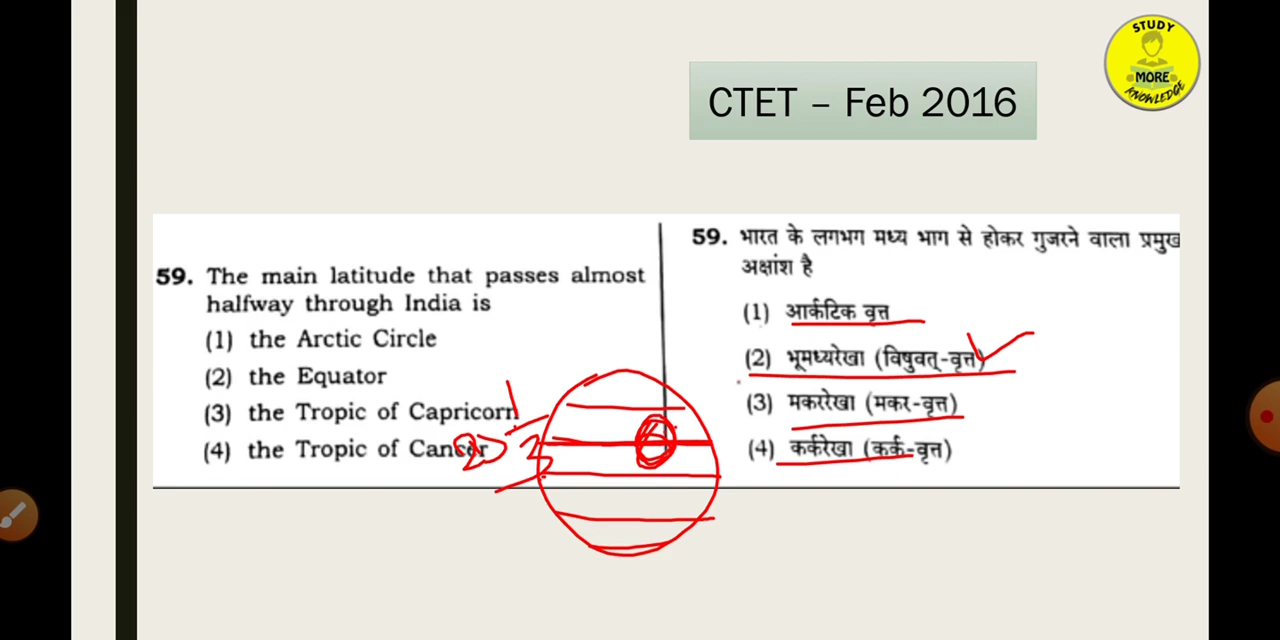 STUDY
MORE
KNOWLEDGE
CTET – Feb 2016
59. The main latitude that passes almost
halfway through India is
(1) the Arctic Circle
(2) the Equator
(3) the Tropic of Capricorn
(4) the Tropic of Cancer
59. भारत के लगभग मध्य भाग से होकर गुजरने वाला प्रमुख
अक्षांश है
(1) आर्कटिक वृत्त
(2) भूमध्यरेखा (विषुवत्-वृत्त)
(3) मकररेखा (मकर-वृत्त)
(4) कर्करेखा (कर्क-वृत्त)